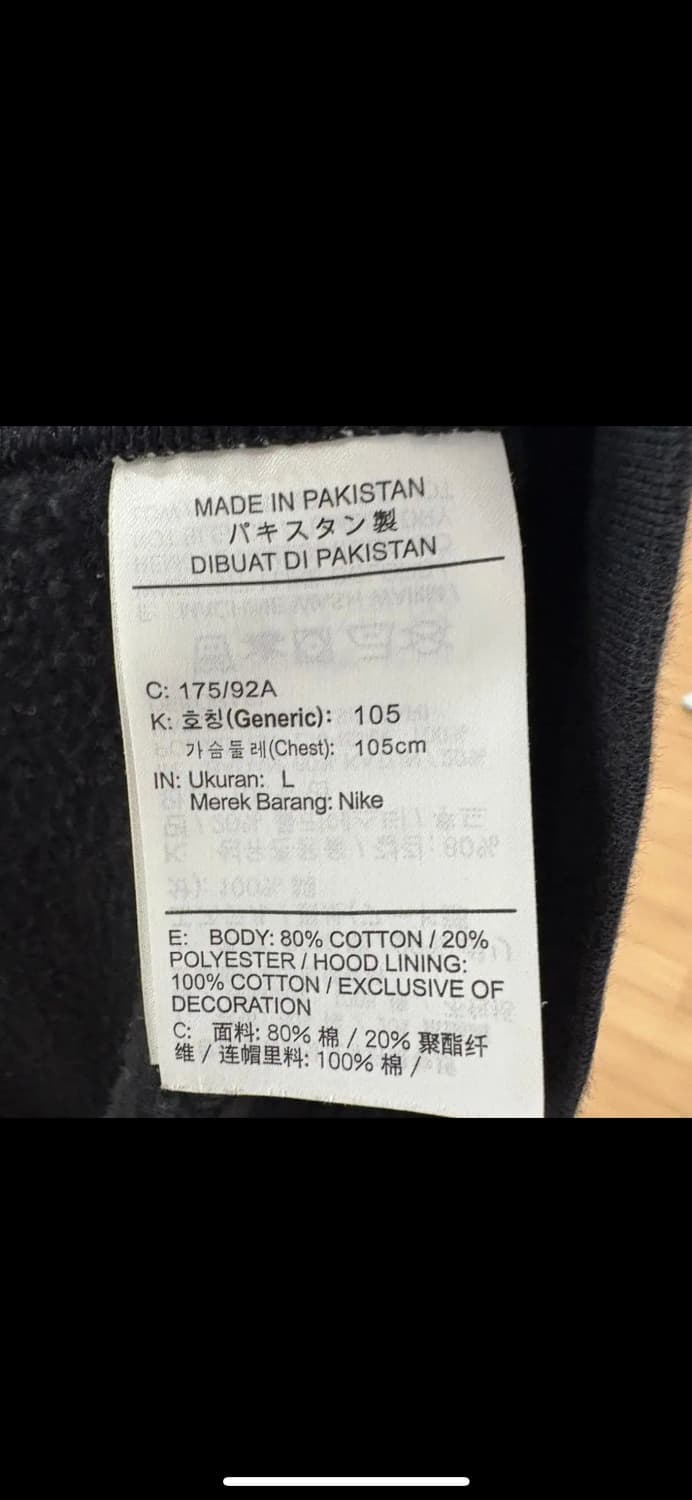 MADE IN PAKISTAN
パキスタン製
DIBUAT DI PAKISTAN
C: 175/92A
K: 호칭(Generic): 105
가슴둘레(Chest): 105cm
IN: Ukuran: L
Merek Barang: Nike
E: BODY: 80% COTTON / 20%
POLYESTER / HOOD LINING:
100% COTTON / EXCLUSIVE OF
DECORATION
C: 面料: 80% 棉 / 20% 聚酯纤
维 / 连帽里料: 100% 棉 /